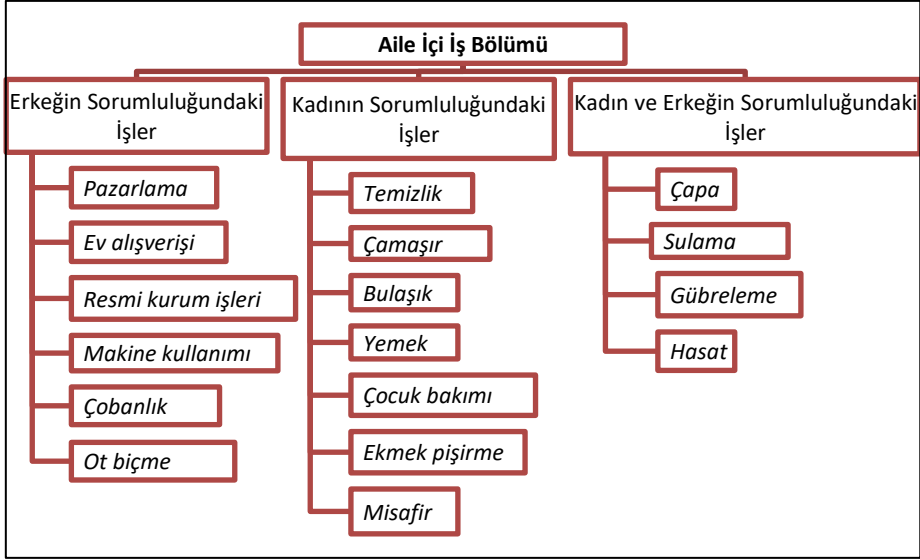 Aile İçi İş Bölümü
Erkeğin Sorumluluğundaki
İşler
Pazarlama
Ev alışverişi
Resmi kurum işleri
Makine kullanımı
Çobanlık
Ot biçme
Kadının Sorumluluğundaki
İşler
Temizlik
Çamaşır
Bulaşık
Yemek
Çocuk bakımı
Ekmek pişirme
Misafir
Kadın ve Erkeğin Sorumluluğundaki
İşler
Çapa
Sulama
Gübreleme
Hasat